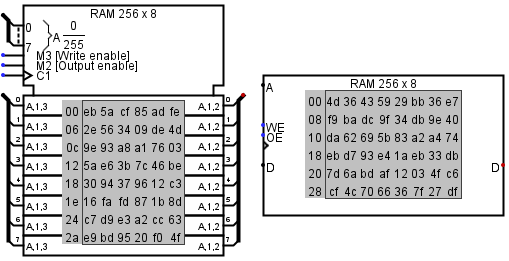 RAM 256 x 8
0
7
A 0
255
M3 [Write enable]
M2 [Output enable]
C1
0 A,1,3 00 eb 5a cf 85 ad fe A,1,2 0
1 A,1,3 06 2e 56 34 09 de 4d A,1,2 1
2 A,1,3 0c 9e 93 a8 a1 76 03 A,1,2 2
3 A,1,3 12 5a e6 3b 7c 46 be A,1,2 3
4 A,1,3 18 30 94 37 96 12 c3 A,1,2 4
5 A,1,3 1e 16 fa fd 87 1b 8d A,1,2 5
6 A,1,3 24 c7 d9 e3 a2 cc 63 A,1,2 6
7 A,1,3 2a e9 bd 95 20 f0 4f A,1,2 7
RAM 256 x 8
A
WE
OE
D
D
00 4d 36 43 59 29 bb 36 e7
08 f9 ba dc 9f 34 db 9e 40
10 da 62 69 5b 83 a2 a4 74
18 eb d7 93 e4 1a eb 33 db
20 7d 6a bd af 12 03 4f c6
28 cf 4c 70 66 36 7f 27 df